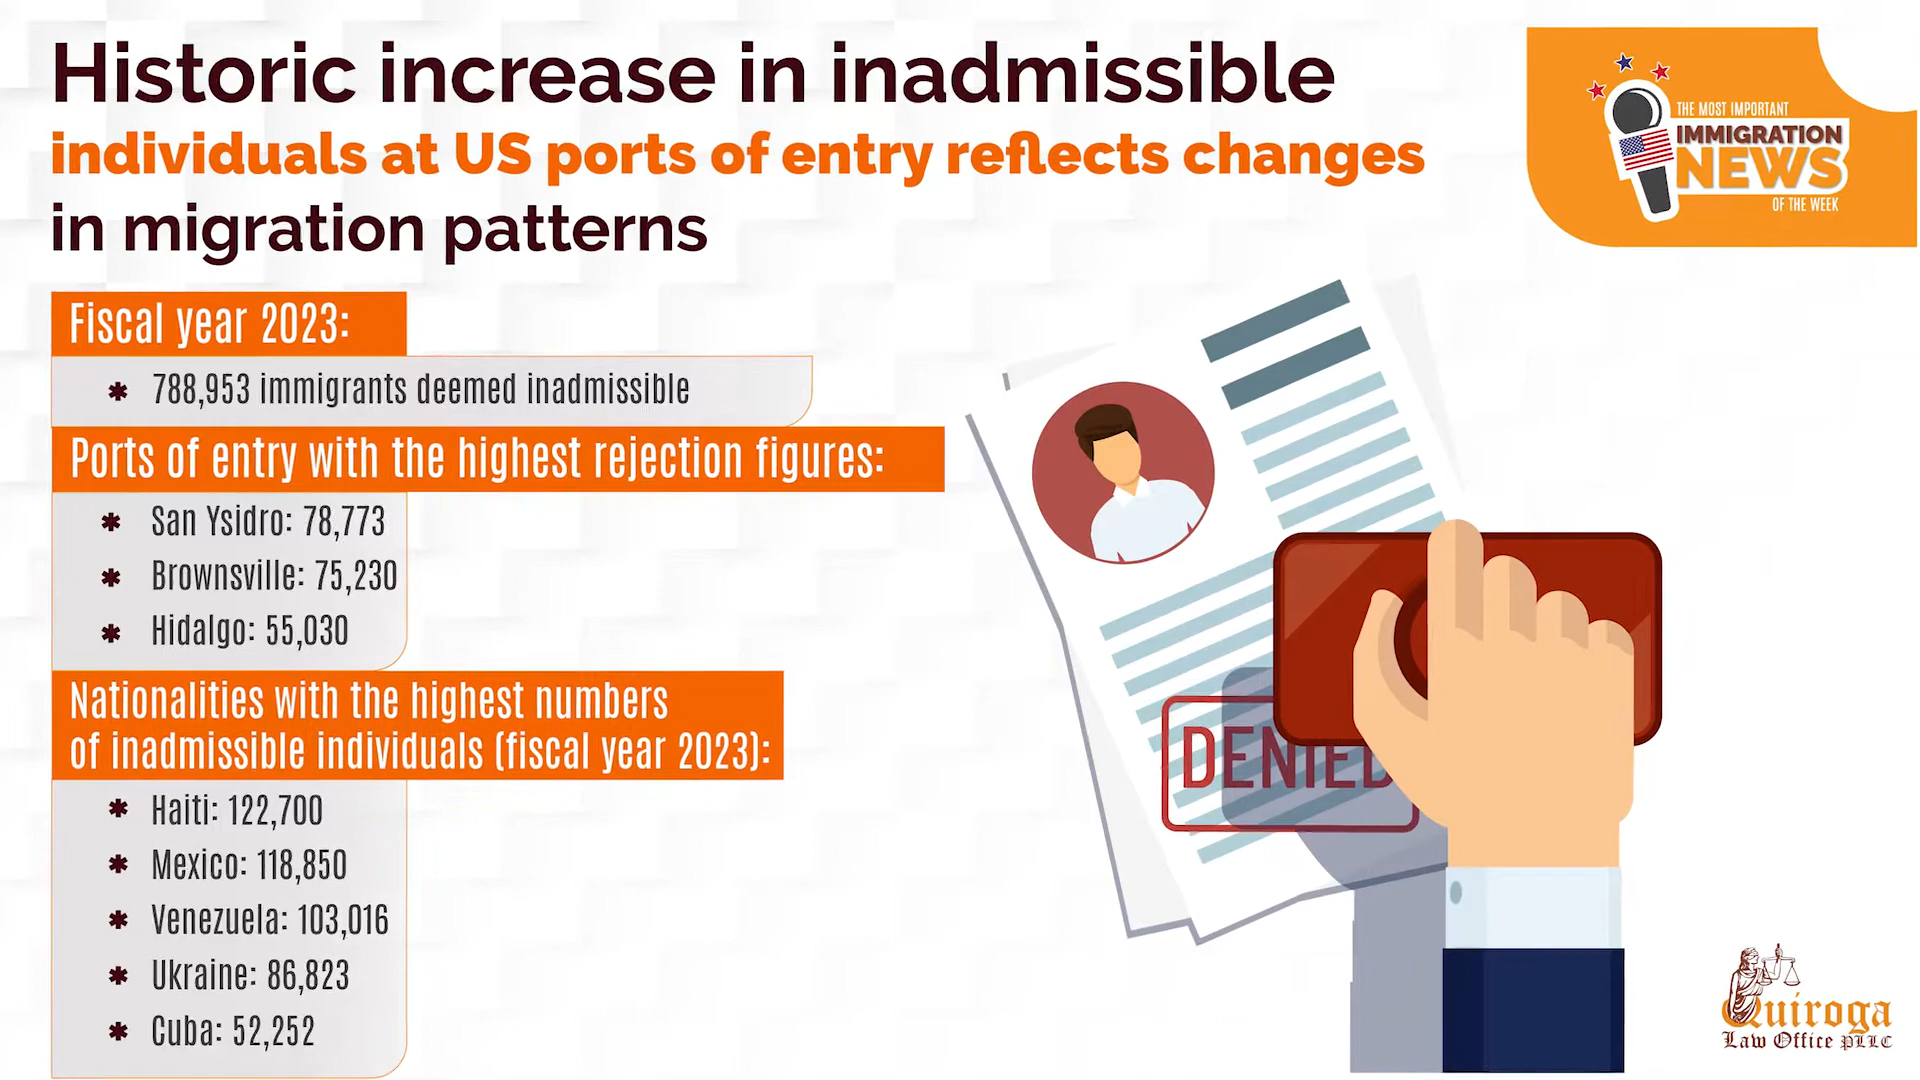 Historic increase in inadmissible
individuals at US ports of entry reflects changes
in migration patterns
THE MOST IMPORTANT
IMMIGRATION
NEWS
OF THE WEEK
Fiscal year 2023:
788,953 immigrants deemed inadmissible
Ports of entry with the highest rejection figures:
San Ysidro: 78,773
Brownsville: 75,230
Hidalgo: 55,030
Nationalities with the highest numbers
of inadmissible individuals (fiscal year 2023):
Haiti: 122,700
Mexico: 118,850
Venezuela: 103,016
Ukraine: 86,823
Cuba: 52,252
DENIED
Quiroga
Law Office PLLC